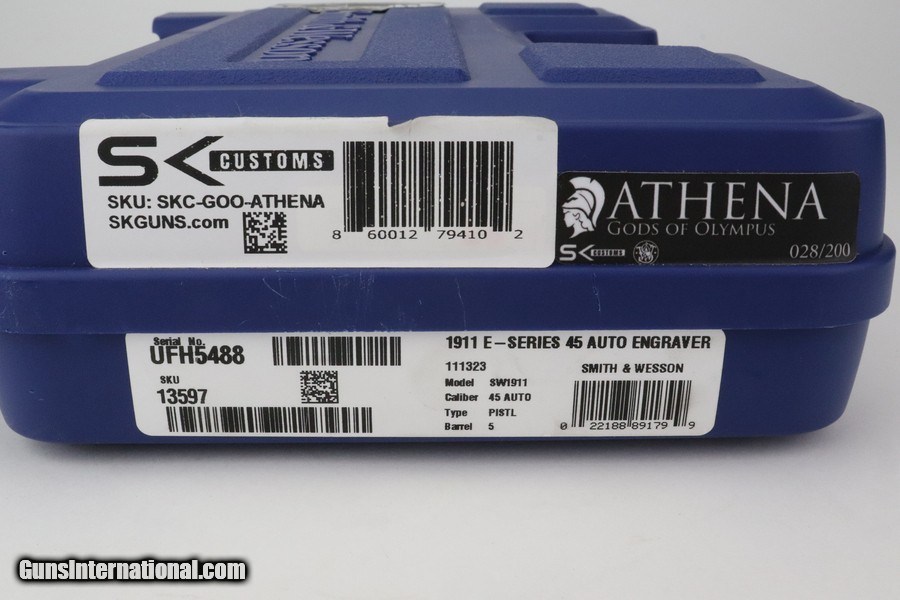 SK CUSTOMS
SKU: SKC-GOO-ATHENA
SKGUNS.com
8 60012 79410 2
ATHENA
GODS OF OLYMPUS
SK CUSTOMS
028/200
Serial No.
UFH5488
SKU
13597
1911 E-SERIES 45 AUTO ENGRAVER
111323
SMITH & WESSON
Model SW1911
Caliber 45 AUTO
Type PISTL
Barrel 5
0 22188 89179 9
GunsInternational.com